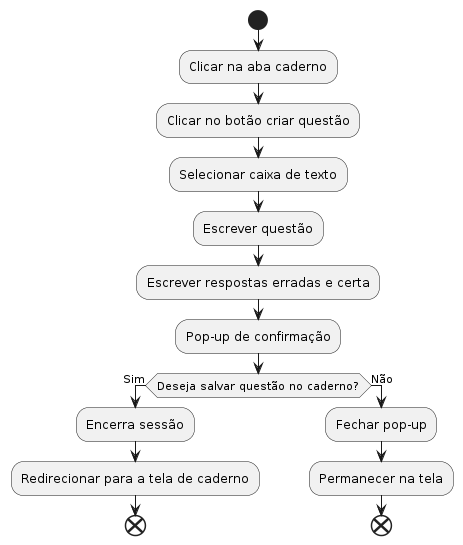 Clicar na aba caderno
Clicar no botão criar questão
Selecionar caixa de texto
Escrever questão
Escrever respostas erradas e certa
Pop-up de confirmação
Sim
Deseja salvar questão no caderno?
Não
Encerra sessão
Fechar pop-up
Redirecionar para a tela de caderno
Permanecer na tela